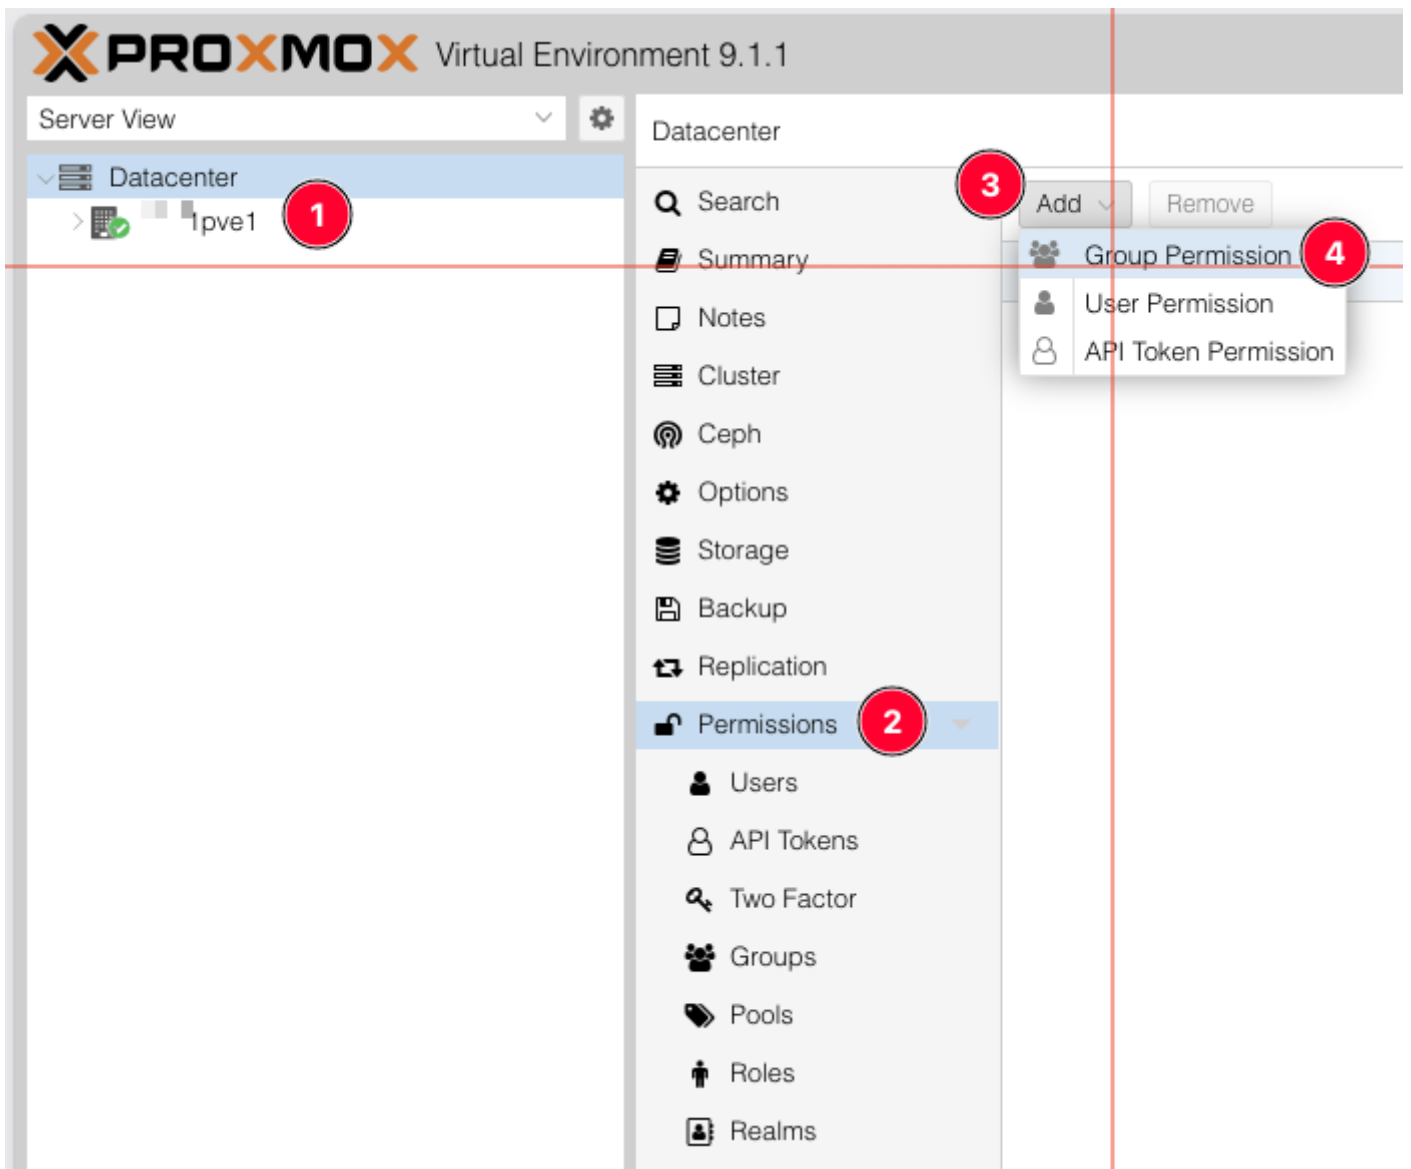 PROXMOX Virtual Environment 9.1.1
Server View
Datacenter
1pve1
1
Datacenter
Search
Summary
Notes
Cluster
Ceph
Options
Storage
Backup
Replication
Permissions
2
Users
API Tokens
Two Factor
Groups
Pools
Roles
Realms
3
Add
Remove
Group Permission
4
User Permission
API Token Permission